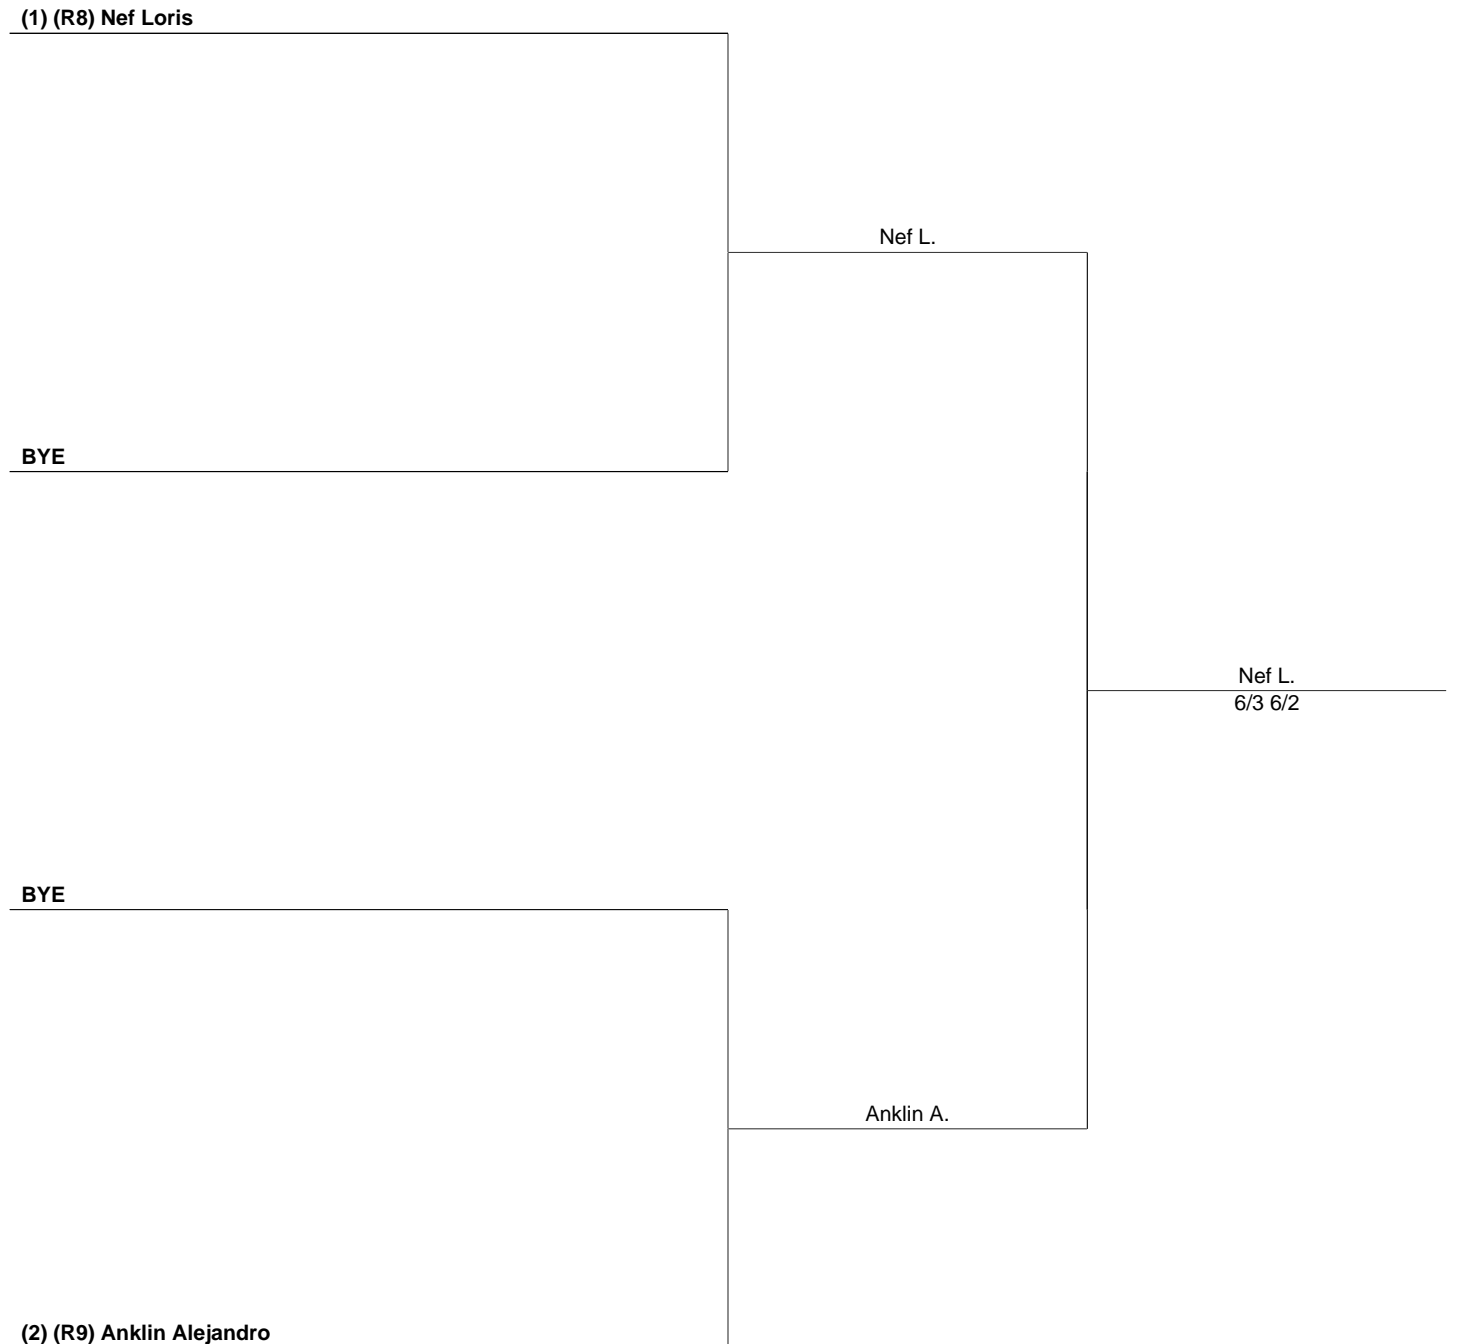 (1) (R8) Nef Loris
Nef L.
BYE
Nef L.
6/3 6/2
BYE
Anklin A.
(2) (R9) Anklin Alejandro